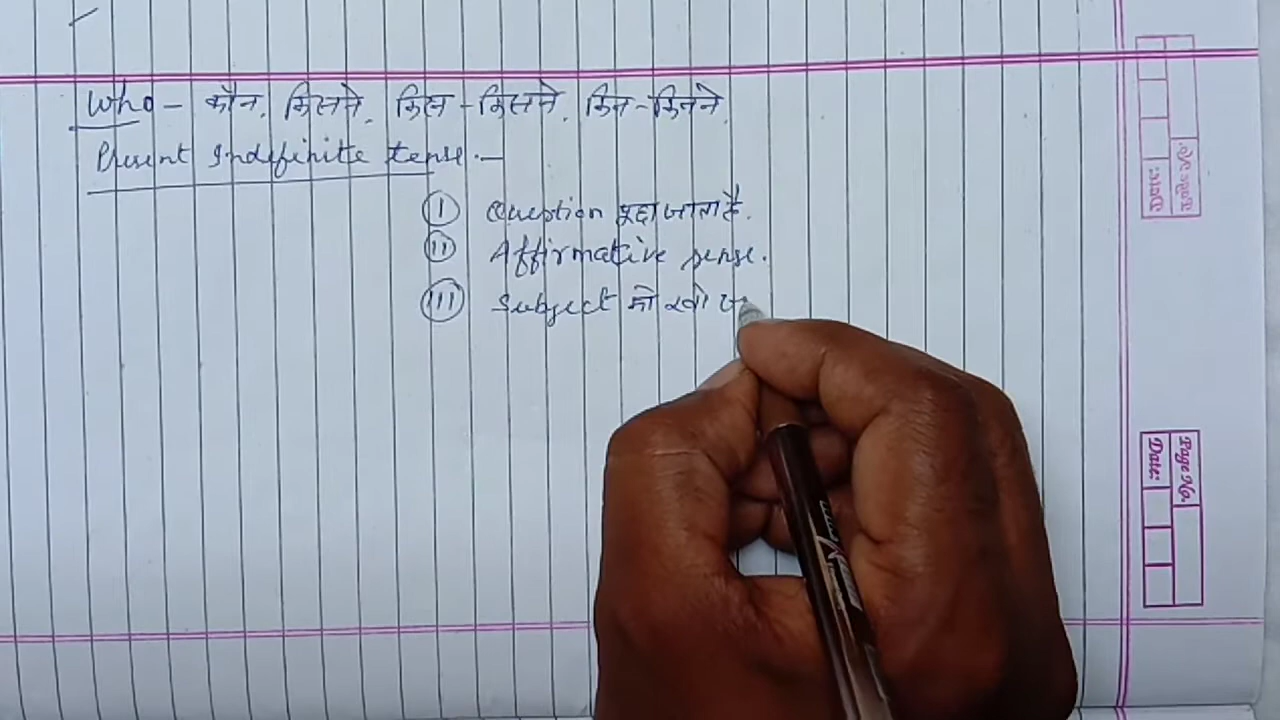 Who - कौन, किसने, किस-किसने, किन-किनने,
Present Indefinite tense :-
(I) Question पूछा जाता है.
(II) Affirmative sense.
(III) Subject को
Page No.
Date:
Page No.
Date: